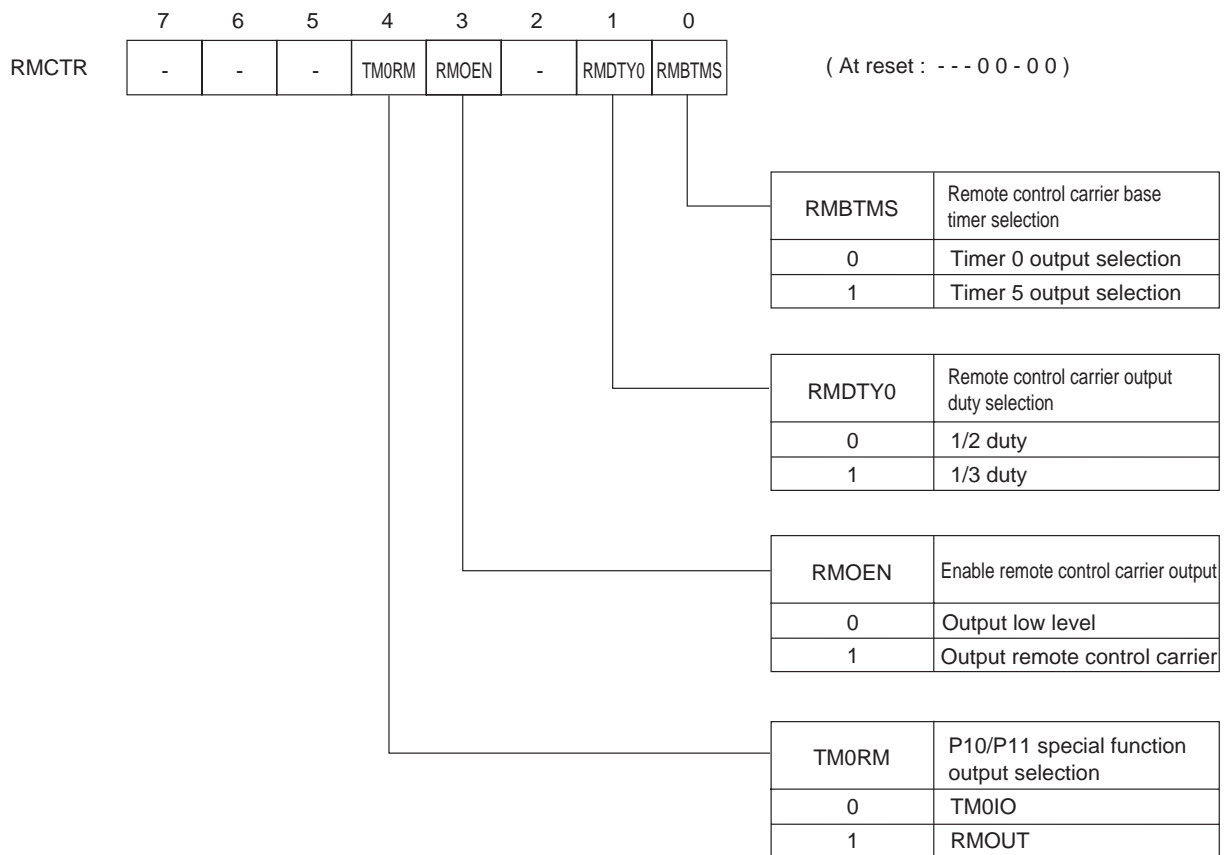 7 6 5 4 3 2 1 0
RMCTR - - - TM0RM RMOEN - RMDTY0 RMBTMS ( At reset : - - - 0 0 - 0 0 )
RMBTMS Remote control carrier base
timer selection
0 Timer 0 output selection
1 Timer 5 output selection
RMDTY0 Remote control carrier output
duty selection
0 1/2 duty
1 1/3 duty
RMOEN Enable remote control carrier output
0 Output low level
1 Output remote control carrier
TM0RM P10/P11 special function
output selection
0 TM0IO
1 RMOUT